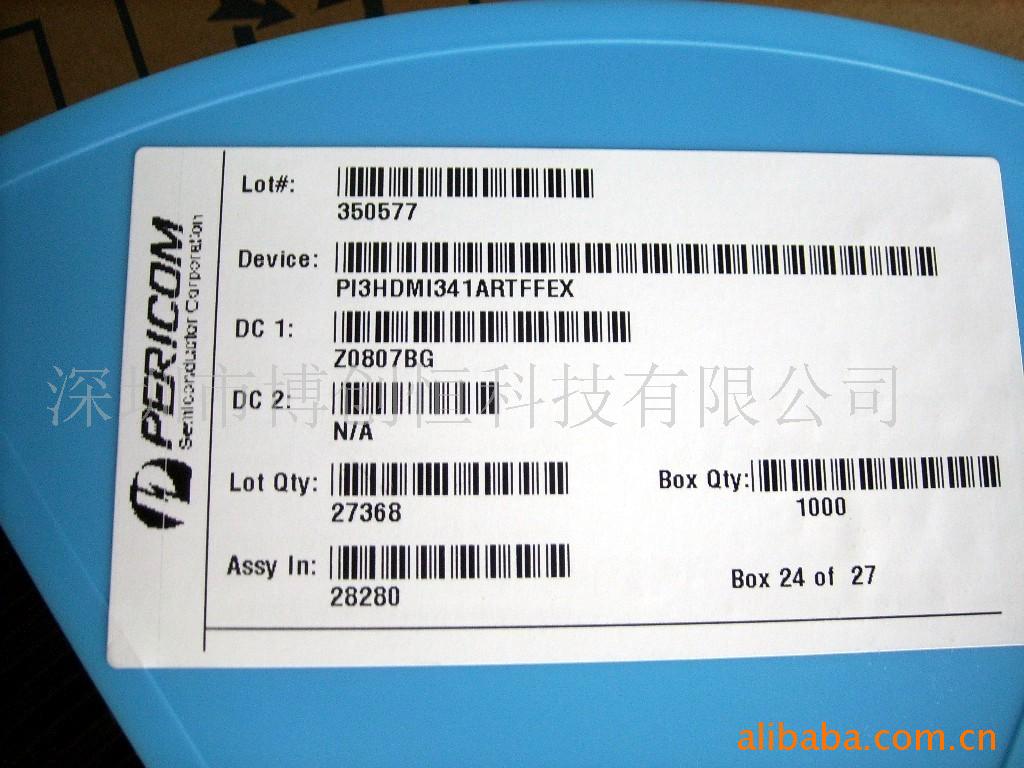 PERICOM
Semiconductor Corporation
Lot#:
350577
Device:
PI3HDMI341ARTFFEX
DC 1:
Z0807BG
深圳市博创恒科技有限公司
DC 2:
N/A
Lot Qty:
27368
Box Qty:
1000
Assy In:
28280
Box 24 of 27
alibaba.com.cn